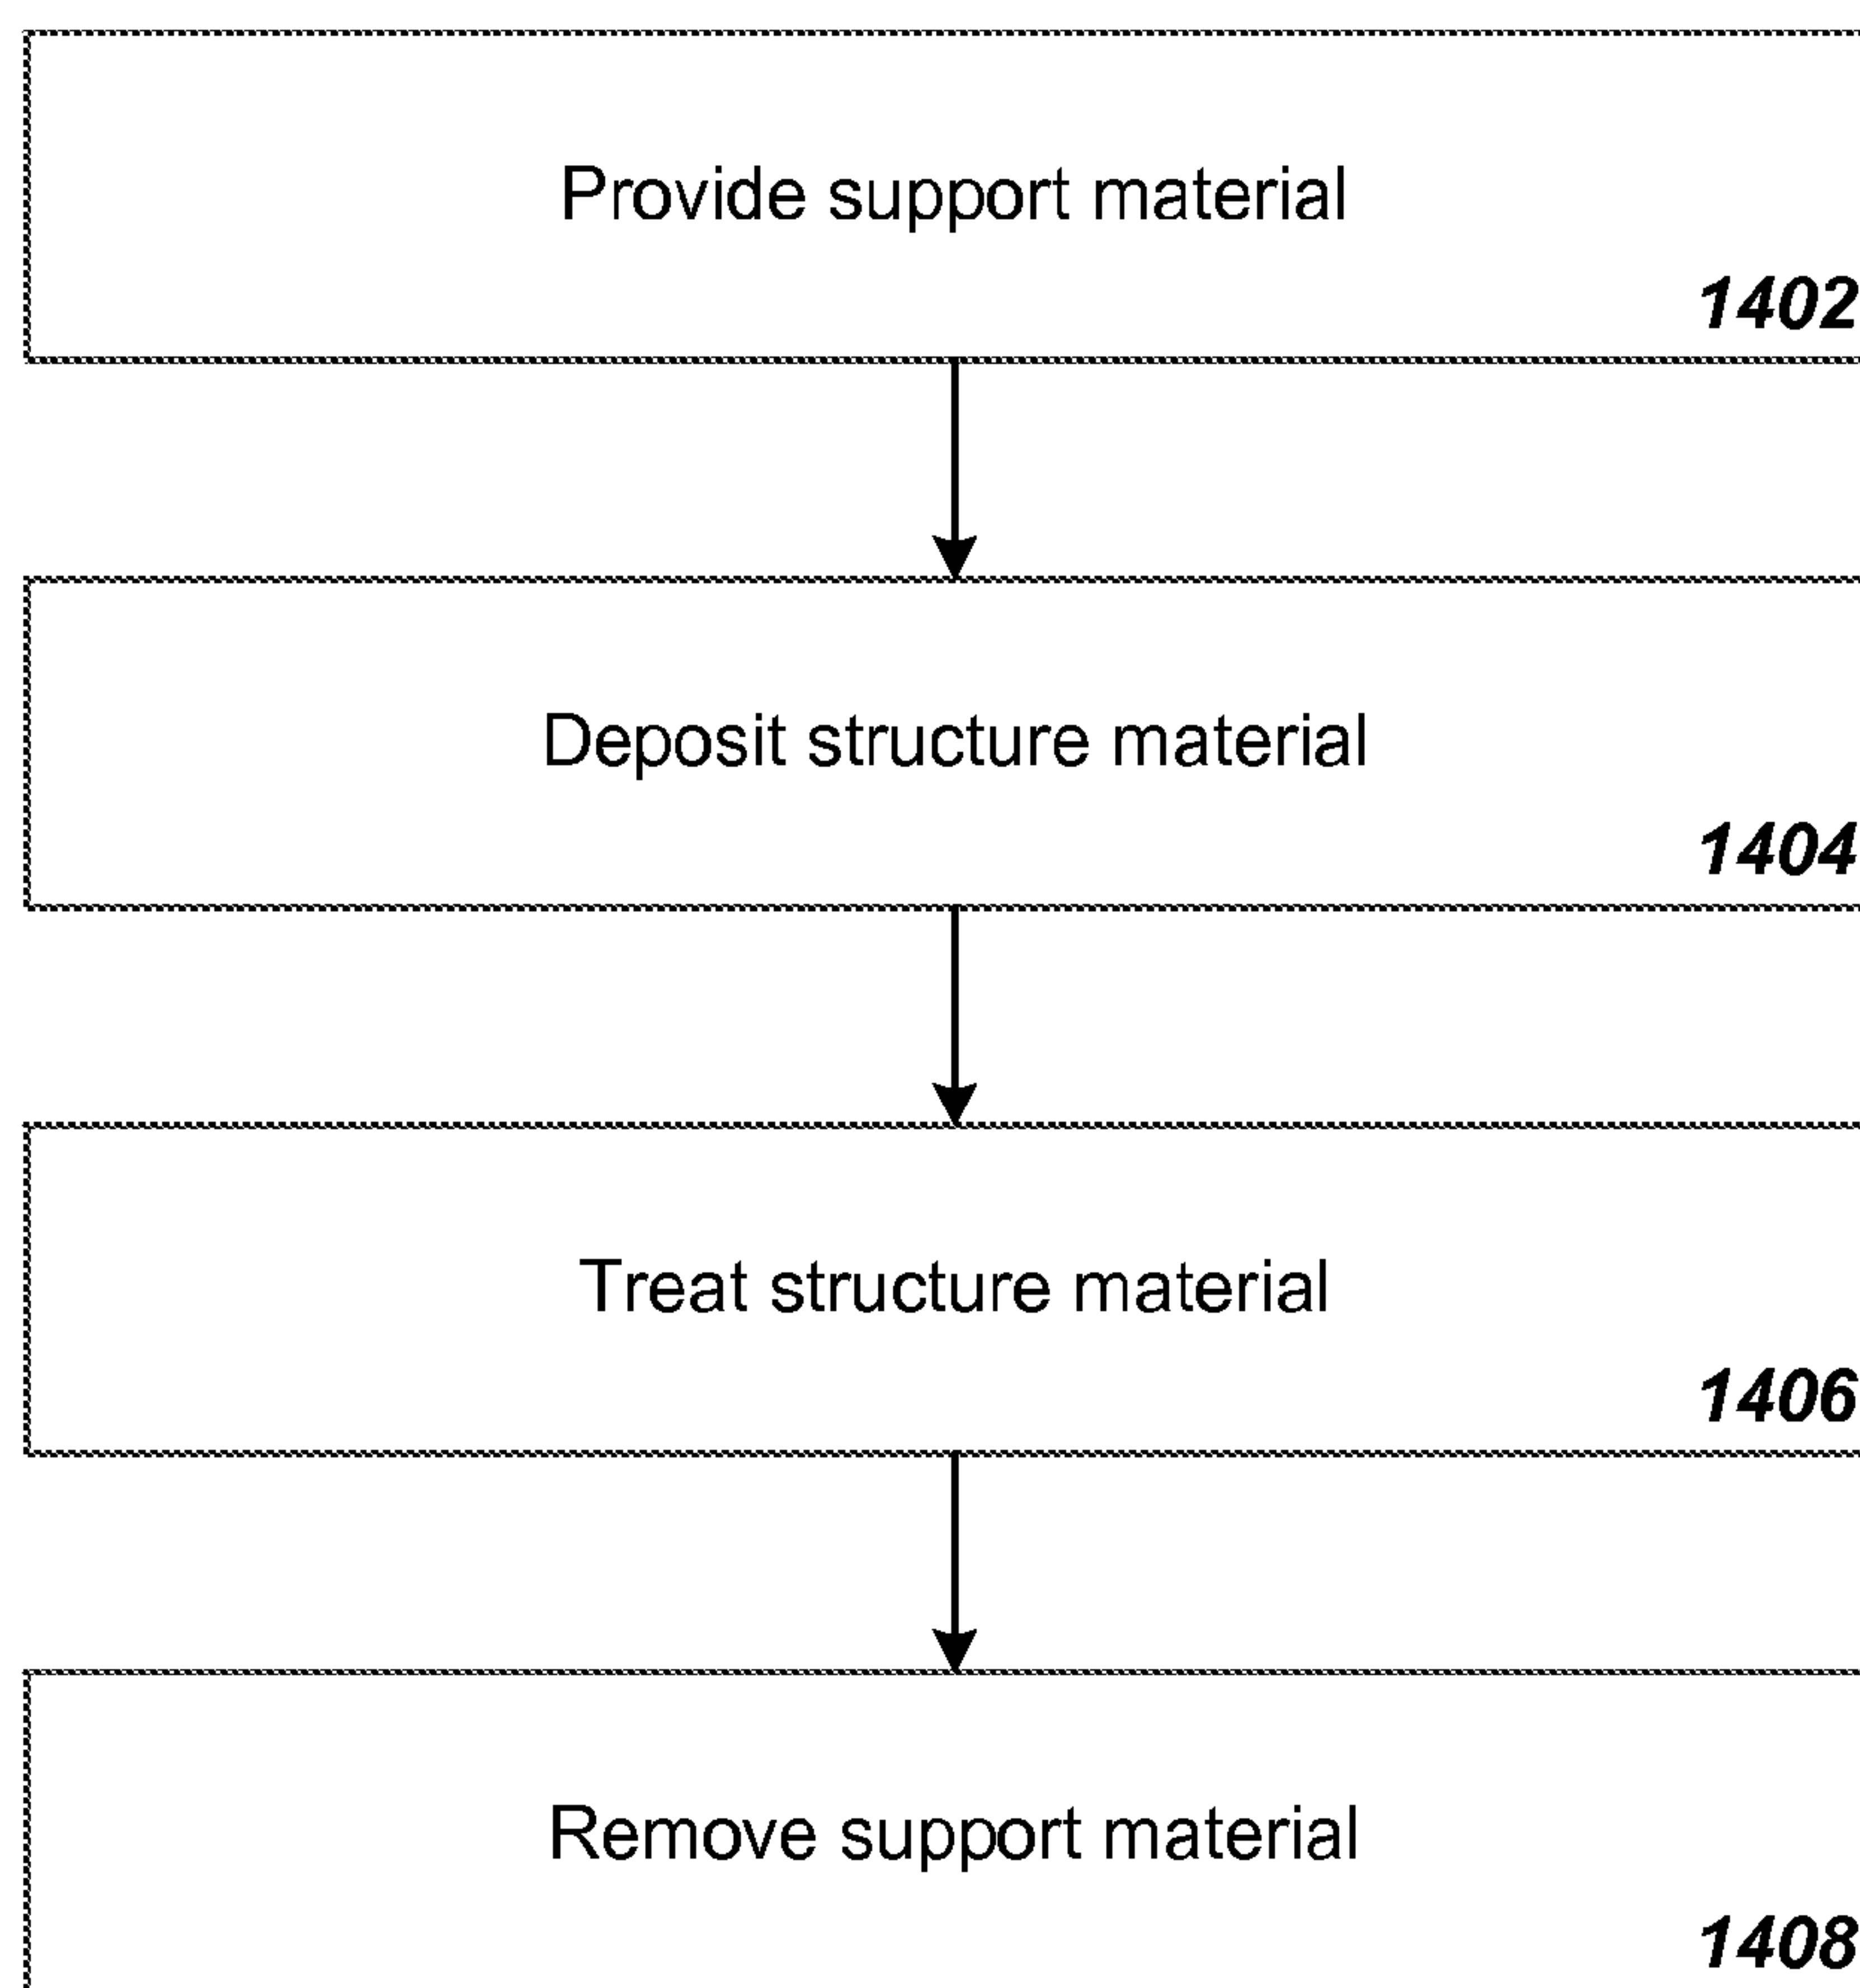 Provide support material
1402
Deposit structure material
1404
Treat structure material
1406
Remove support material
1408